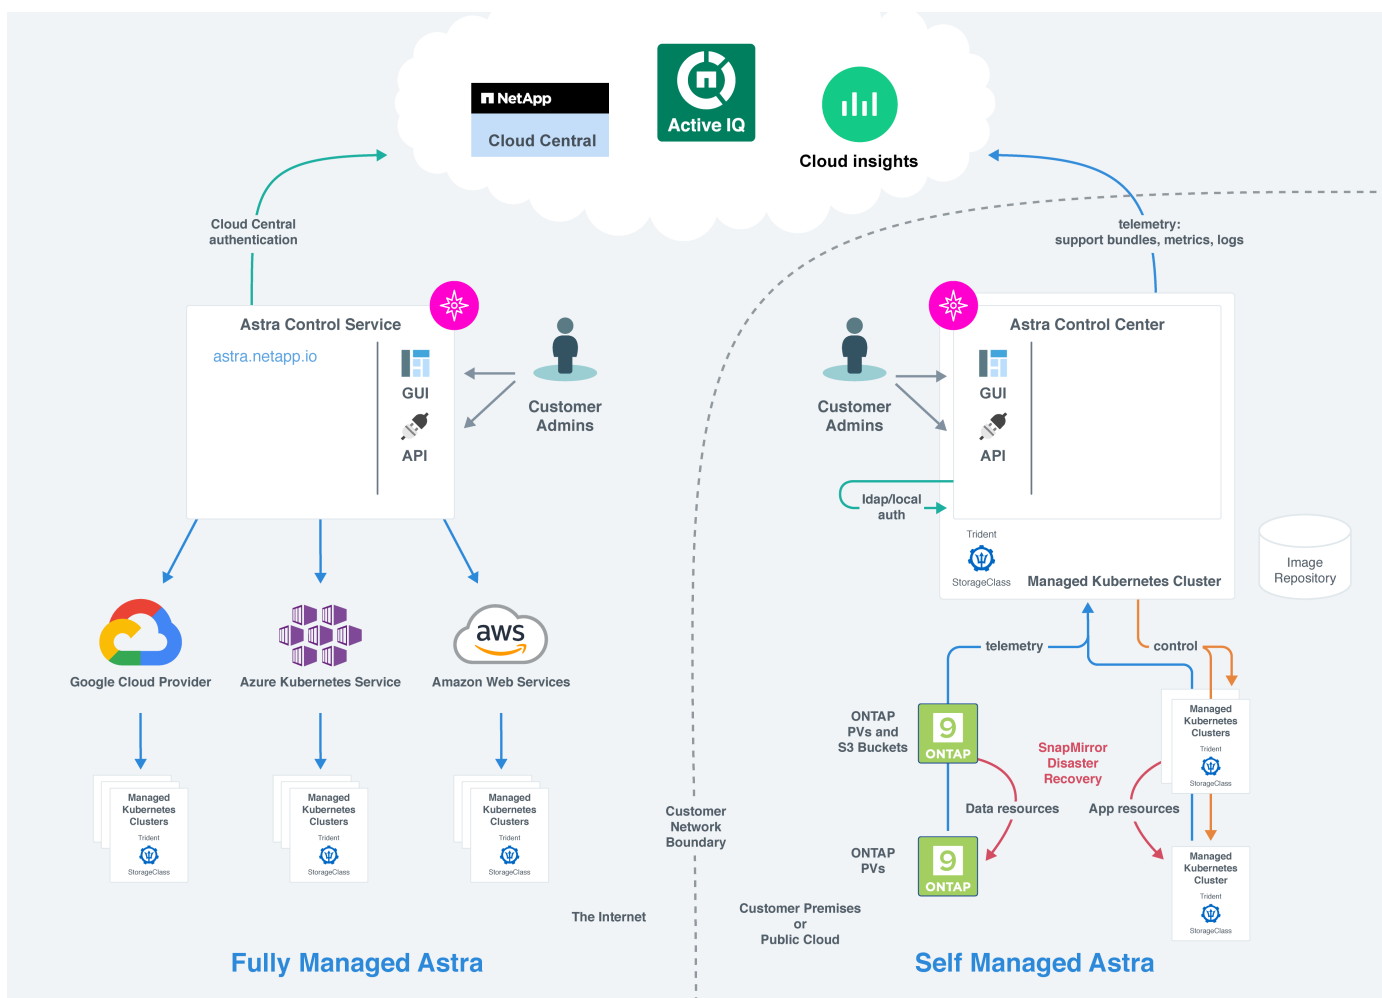 NetApp
Cloud Central
Active IQ
Cloud insights
Cloud Central
authentication
telemetry:
support bundles, metrics, logs
Astra Control Service
astra.netapp.io
GUI
API
Customer
Admins
Customer
Admins
Astra Control Center
GUI
API
ldap/local
auth
Trident
StorageClass
Managed Kubernetes Cluster
Image
Repository
Google Cloud Provider
Azure Kubernetes Service
aws
Amazon Web Services
Managed
Kubernetes
Clusters
Trident
StorageClass
Managed
Kubernetes
Clusters
Trident
StorageClass
Managed
Kubernetes
Clusters
Trident
StorageClass
telemetry
control
ONTAP
PVs and
S3 Buckets
9
ONTAP
SnapMirror
Disaster
Recovery
Managed
Kubernetes
Clusters
Trident
StorageClass
Data resources
App resources
ONTAP
PVs
9
ONTAP
Managed
Kubernetes
Cluster
Trident
StorageClass
Customer
Network
Boundary
The Internet
Customer Premises
or
Public Cloud
Fully Managed Astra
Self Managed Astra